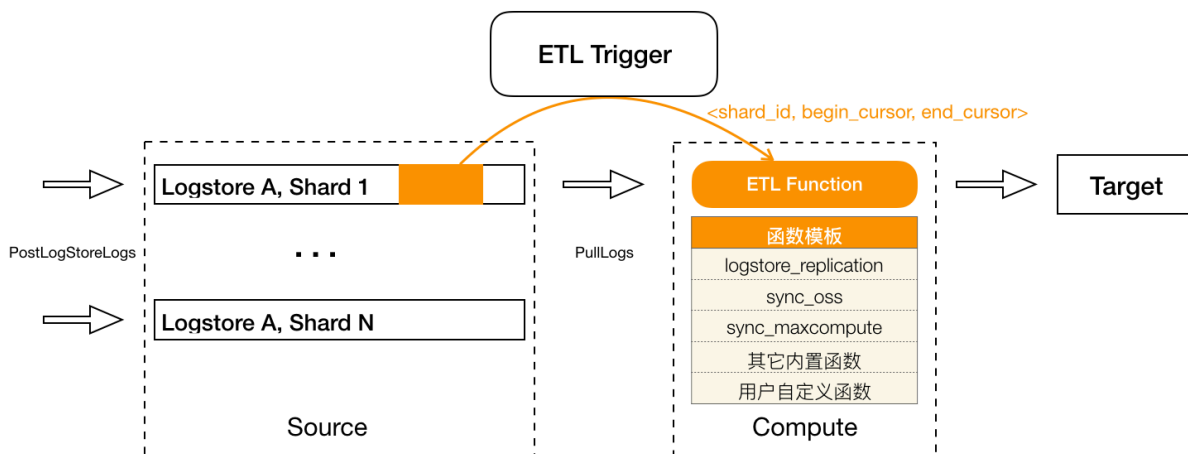 ETL Trigger
<shard_id, begin_cursor, end_cursor>
Logstore A, Shard 1
ETL Function
Target
函数模板
PostLogStoreLogs
...
PullLogs
logstore_replication
sync_oss
Logstore A, Shard N
sync_maxcompute
其它内置函数
用户自定义函数
Source
Compute